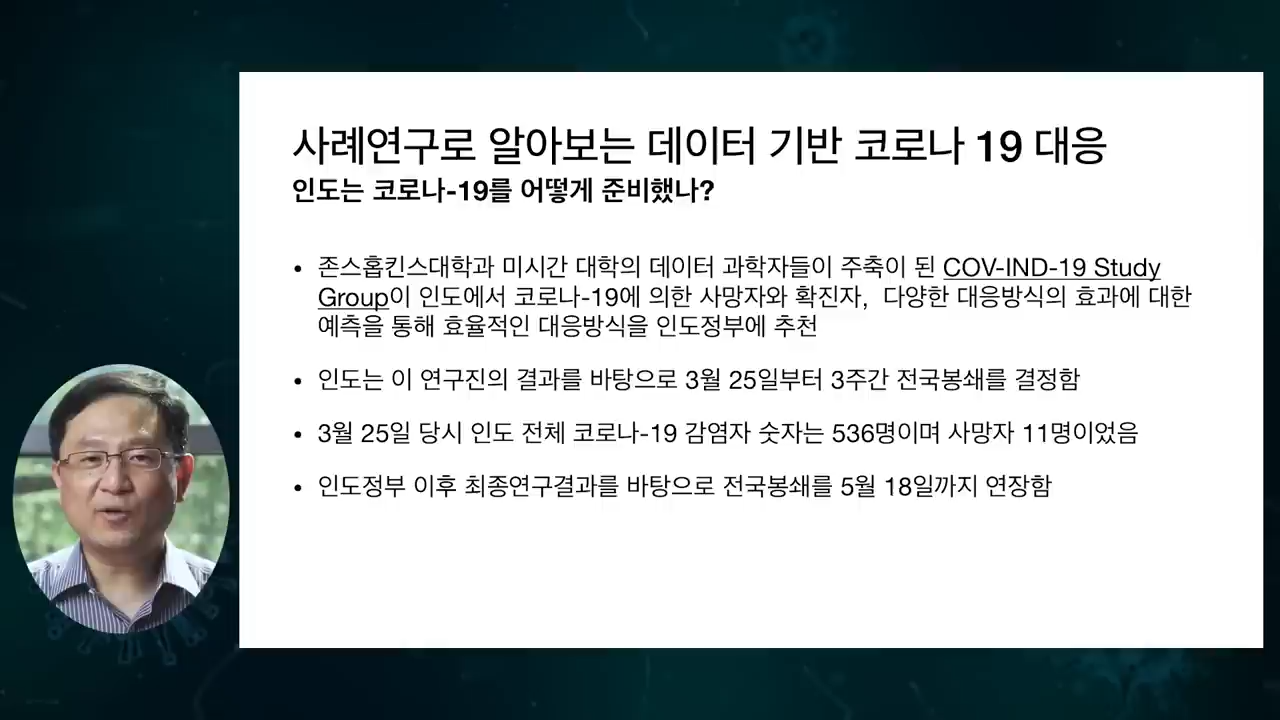 사례연구로 알아보는 데이터 기반 코로나 19 대응
인도는 코로나-19를 어떻게 준비했나?
• 존스홉킨스대학과 미시간 대학의 데이터 과학자들이 주축이 된 COV-IND-19 Study
Group이 인도에서 코로나-19에 의한 사망자와 확진자, 다양한 대응방식의 효과에 대한
예측을 통해 효율적인 대응방식을 인도정부에 추천
• 인도는 이 연구진의 결과를 바탕으로 3월 25일부터 3주간 전국봉쇄를 결정함
• 3월 25일 당시 인도 전체 코로나-19 감염자 숫자는 536명이며 사망자 11명이었음
• 인도정부 이후 최종연구결과를 바탕으로 전국봉쇄를 5월 18일까지 연장함